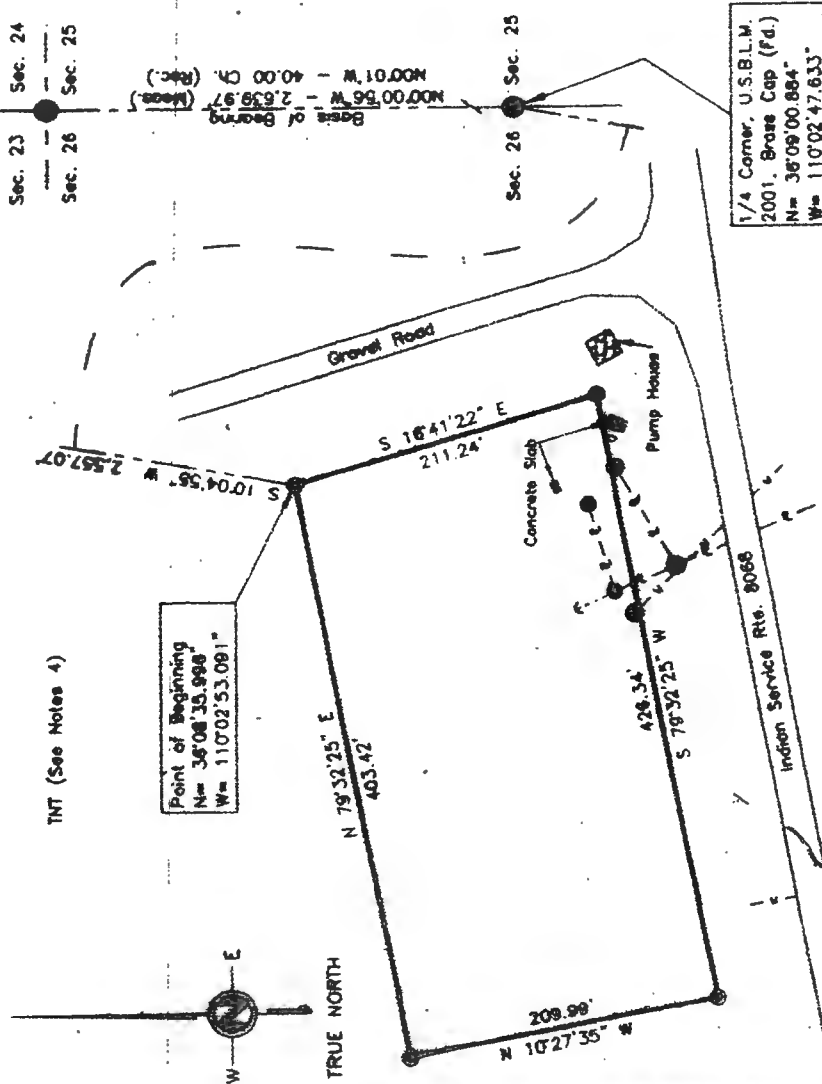 Sec. 23
Sec. 24
Sec. 26
Sec. 25
Basis of Bearing
N00°00'56"W - 2,639.97 (Meas.)
N00°01'W - 40.00 Ch. (Rec.)
Sec. 26
Sec. 25
1/4 Corner, U.S.B.L.M.
2001, Brass Cap (Fd.)
N= 36°09'00.884"
W= 110°02'47.633"
TNT (See Notes 4)
S 10°04'55" W 2,557.07'
Point of Beginning
N= 36°08'35.996"
W= 110°02'53.091"
Gravel Road
N 79°32'25" E
403.42'
S 16°41'22" E
211.24'
Concrete Slab
Pump House
W
N
E
TRUE NORTH
426.34'
S 79°32'25" W
209.99'
N 10°27'35" W
Indian Service Rte. 8068